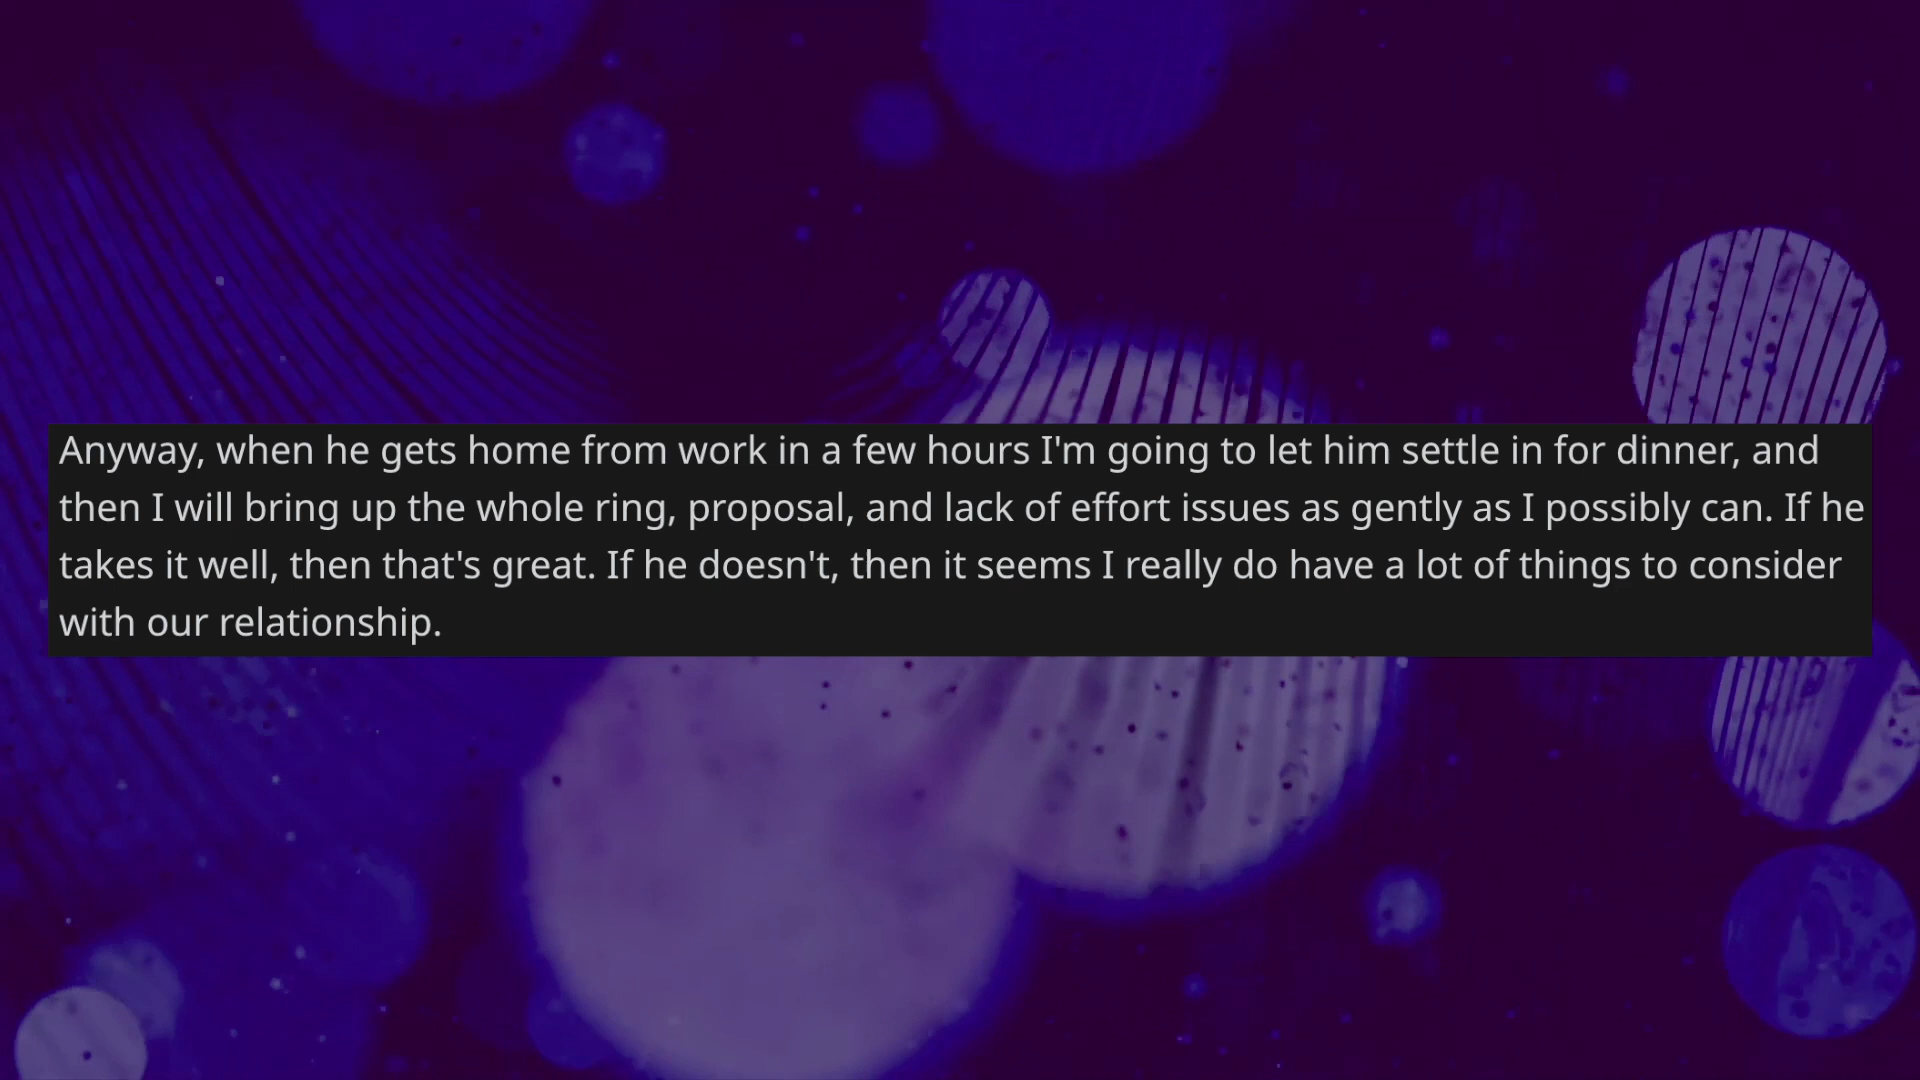 Anyway, when he gets home from work in a few hours I'm going to let him settle in for dinner, and
then I will bring up the whole ring, proposal, and lack of effort issues as gently as I possibly can. If he
takes it well, then that's great. If he doesn't, then it seems I really do have a lot of things to consider
with our relationship.